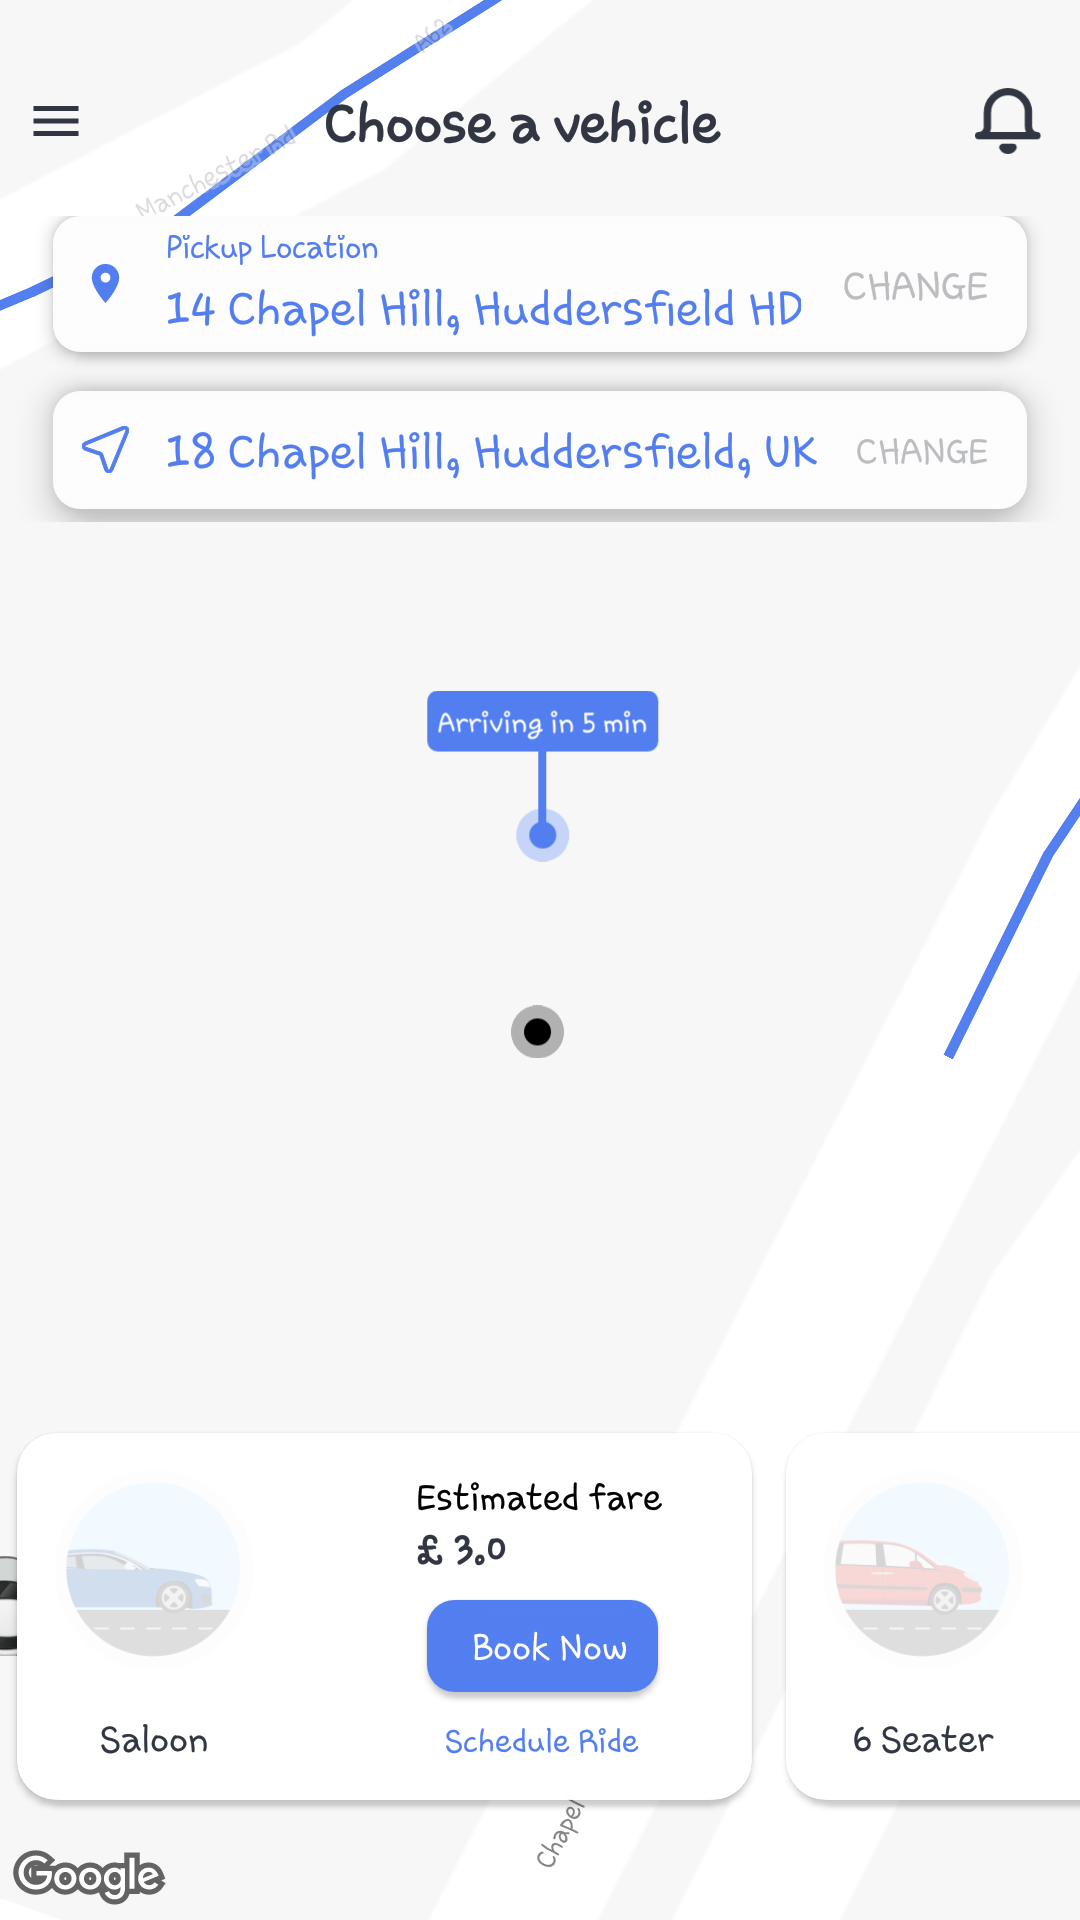 A62
Choose a vehicle
Manchester Rd
Pickup Location
14 Chapel Hill, Huddersfield HD
CHANGE
18 Chapel Hill, Huddersfield, UK
CHANGE
Arriving in 5 min
Estimated fare
£ 3.0
Book Now
Saloon
Schedule Ride
6 Seater
Chapel
Google